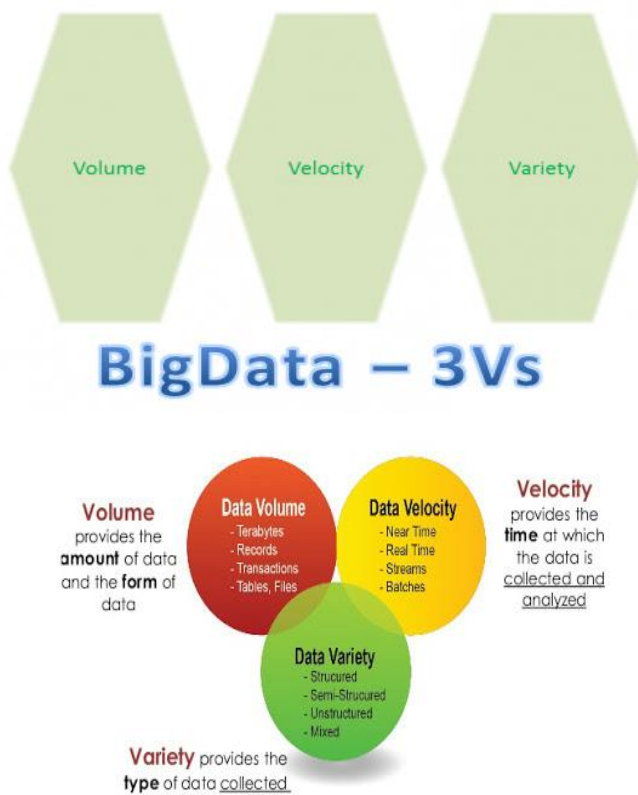 Volume
Velocity
Variety
BigData – 3Vs
Volume
provides the
amount of data
and the form of
data
Data Volume
- Terabytes
- Records
- Transactions
- Tables, Files
Data Velocity
- Near Time
- Real Time
- Streams
- Batches
Velocity
provides the
time at which
the data is
collected and
analyzed
Data Variety
- Strucured
- Semi-Strucured
- Unstructured
- Mixed
Variety provides the
type of data collected